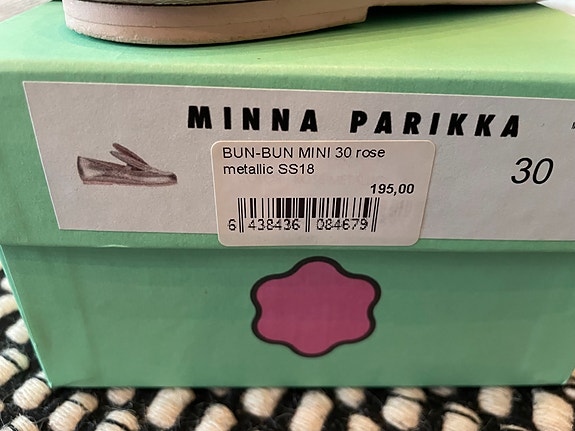 MINNA PARIKKA
BUN-BUN MINI 30 rose
metallic SS18
195,00
6 438436 084679
30